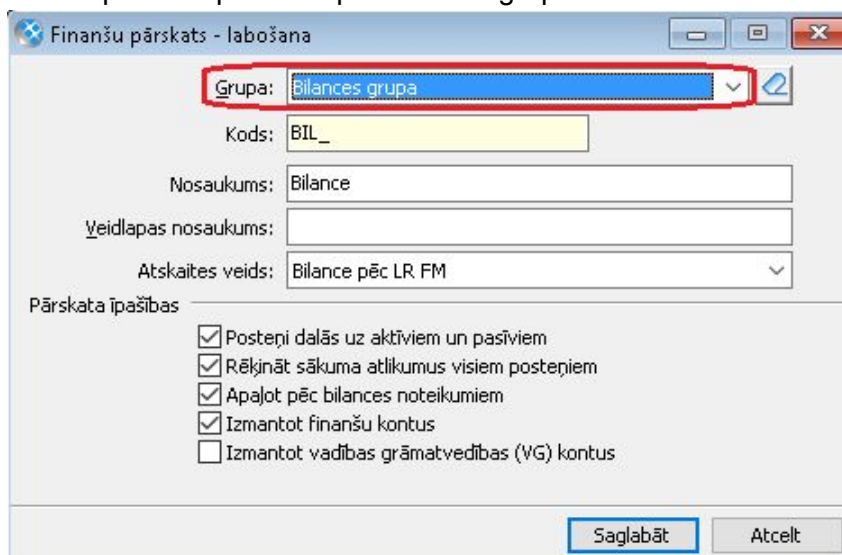 Finanšu pārskats - labošana
Grupa: Bilances grupa
Kods: BIL_
Nosaukums: Bilance
Veidlapas nosaukums:
Atskaites veids: Bilance pēc LR FM
Pārskata īpašības
Posteņi dalās uz aktīviem un pasīviem
Rēķināt sākuma atlikumus visiem posteņiem
Apaļot pēc bilances noteikumiem
Izmantot finanšu kontus
Izmantot vadības grāmatvedības (VG) kontus
Saglabāt Atcelt